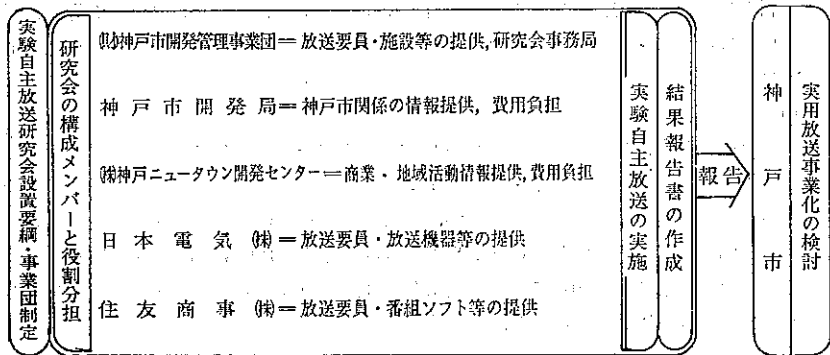 実験自主放送研究会設置要綱・事業団制定
研究会の構成メンバーと役割分担
㈶神戸市開発管理事業団＝放送要員・施設等の提供,研究会事務局
神戸市開発局＝神戸市関係の情報提供, 費用負担
㈱神戸ニュータウン開発センター＝商業・地域活動情報提供,費用負担
日本電気㈱＝放送要員・放送機器等の提供
住友商事㈱＝放送要員・番組ソフト等の提供
実験自主放送の実施
結果報告書の作成
報告
神戸市
実用放送事業化の検討